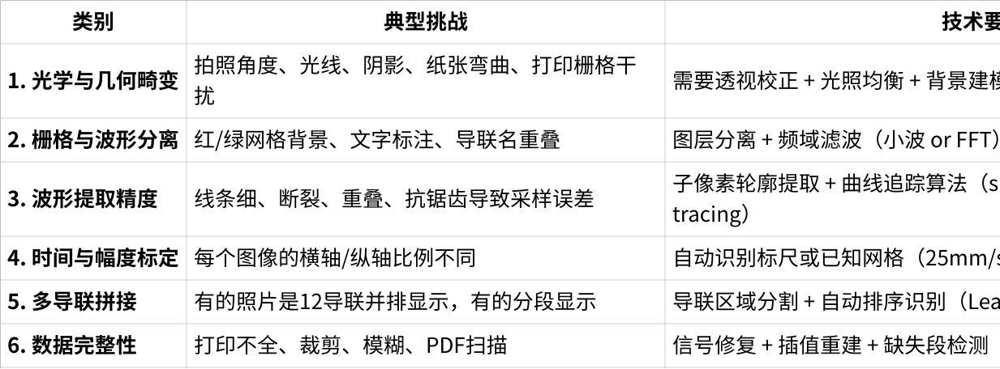 类别 典型挑战 技术要
1. 光学与几何畸变 拍照角度、光线、阴影、纸张弯曲、打印栅格干
扰 需要透视校正 + 光照均衡 + 背景建模
2. 栅格与波形分离 红/绿网格背景、文字标注、导联名重叠 图层分离 + 频域滤波（小波 or FFT）
3. 波形提取精度 线条细、断裂、重叠、抗锯齿导致采样误差 子像素轮廓提取 + 曲线追踪算法（s
tracing）
4. 时间与幅度标定 每个图像的横轴/纵轴比例不同 自动识别标尺或已知网格（25mm/s
5. 多导联拼接 有的照片是12导联并排显示，有的分段显示 导联区域分割 + 自动排序识别（Lea
6. 数据完整性 打印不全、裁剪、模糊、PDF扫描 信号修复 + 插值重建 + 缺失段检测